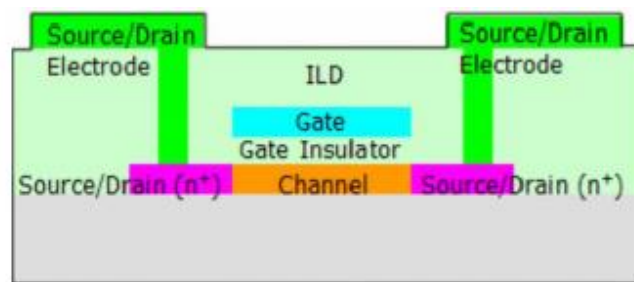 Source/Drain
Electrode
Source/Drain
Electrode
ILD
Gate
Gate Insulator
Source/Drain (n⁺)
Channel
Source/Drain (n⁺)